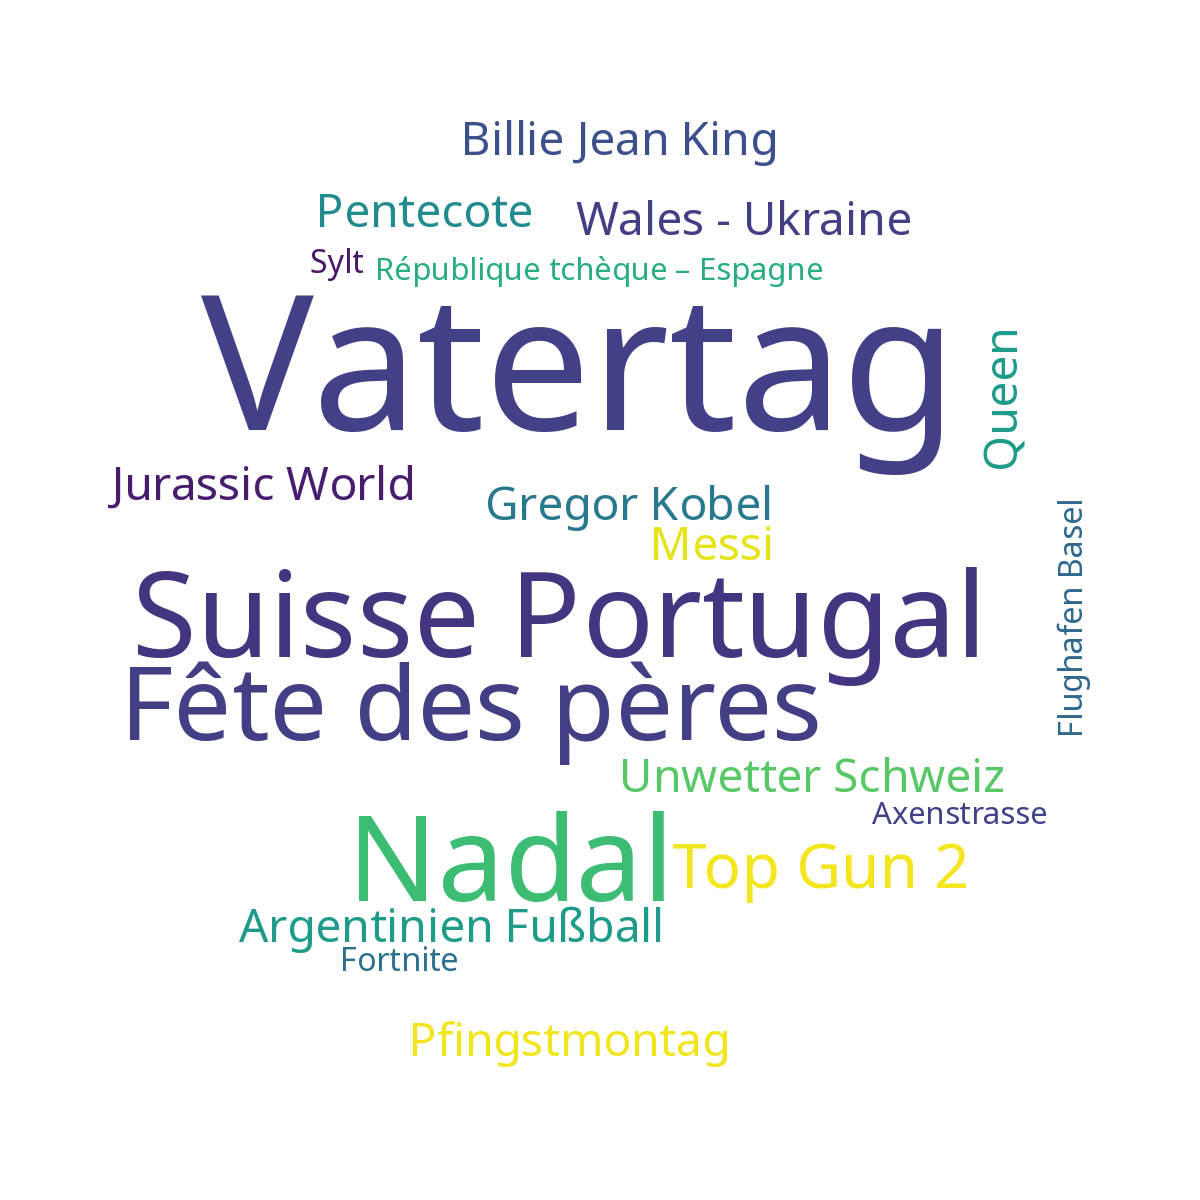 Billie Jean King
Pentecote
Wales - Ukraine
Sylt
République tchèque – Espagne
Vatertag
Queen
Jurassic World
Gregor Kobel
Messi
Flughafen Basel
Suisse Portugal
Fête des pères
Unwetter Schweiz
Axenstrasse
Nadal
Top Gun 2
Argentinien Fußball
Fortnite
Pfingstmontag